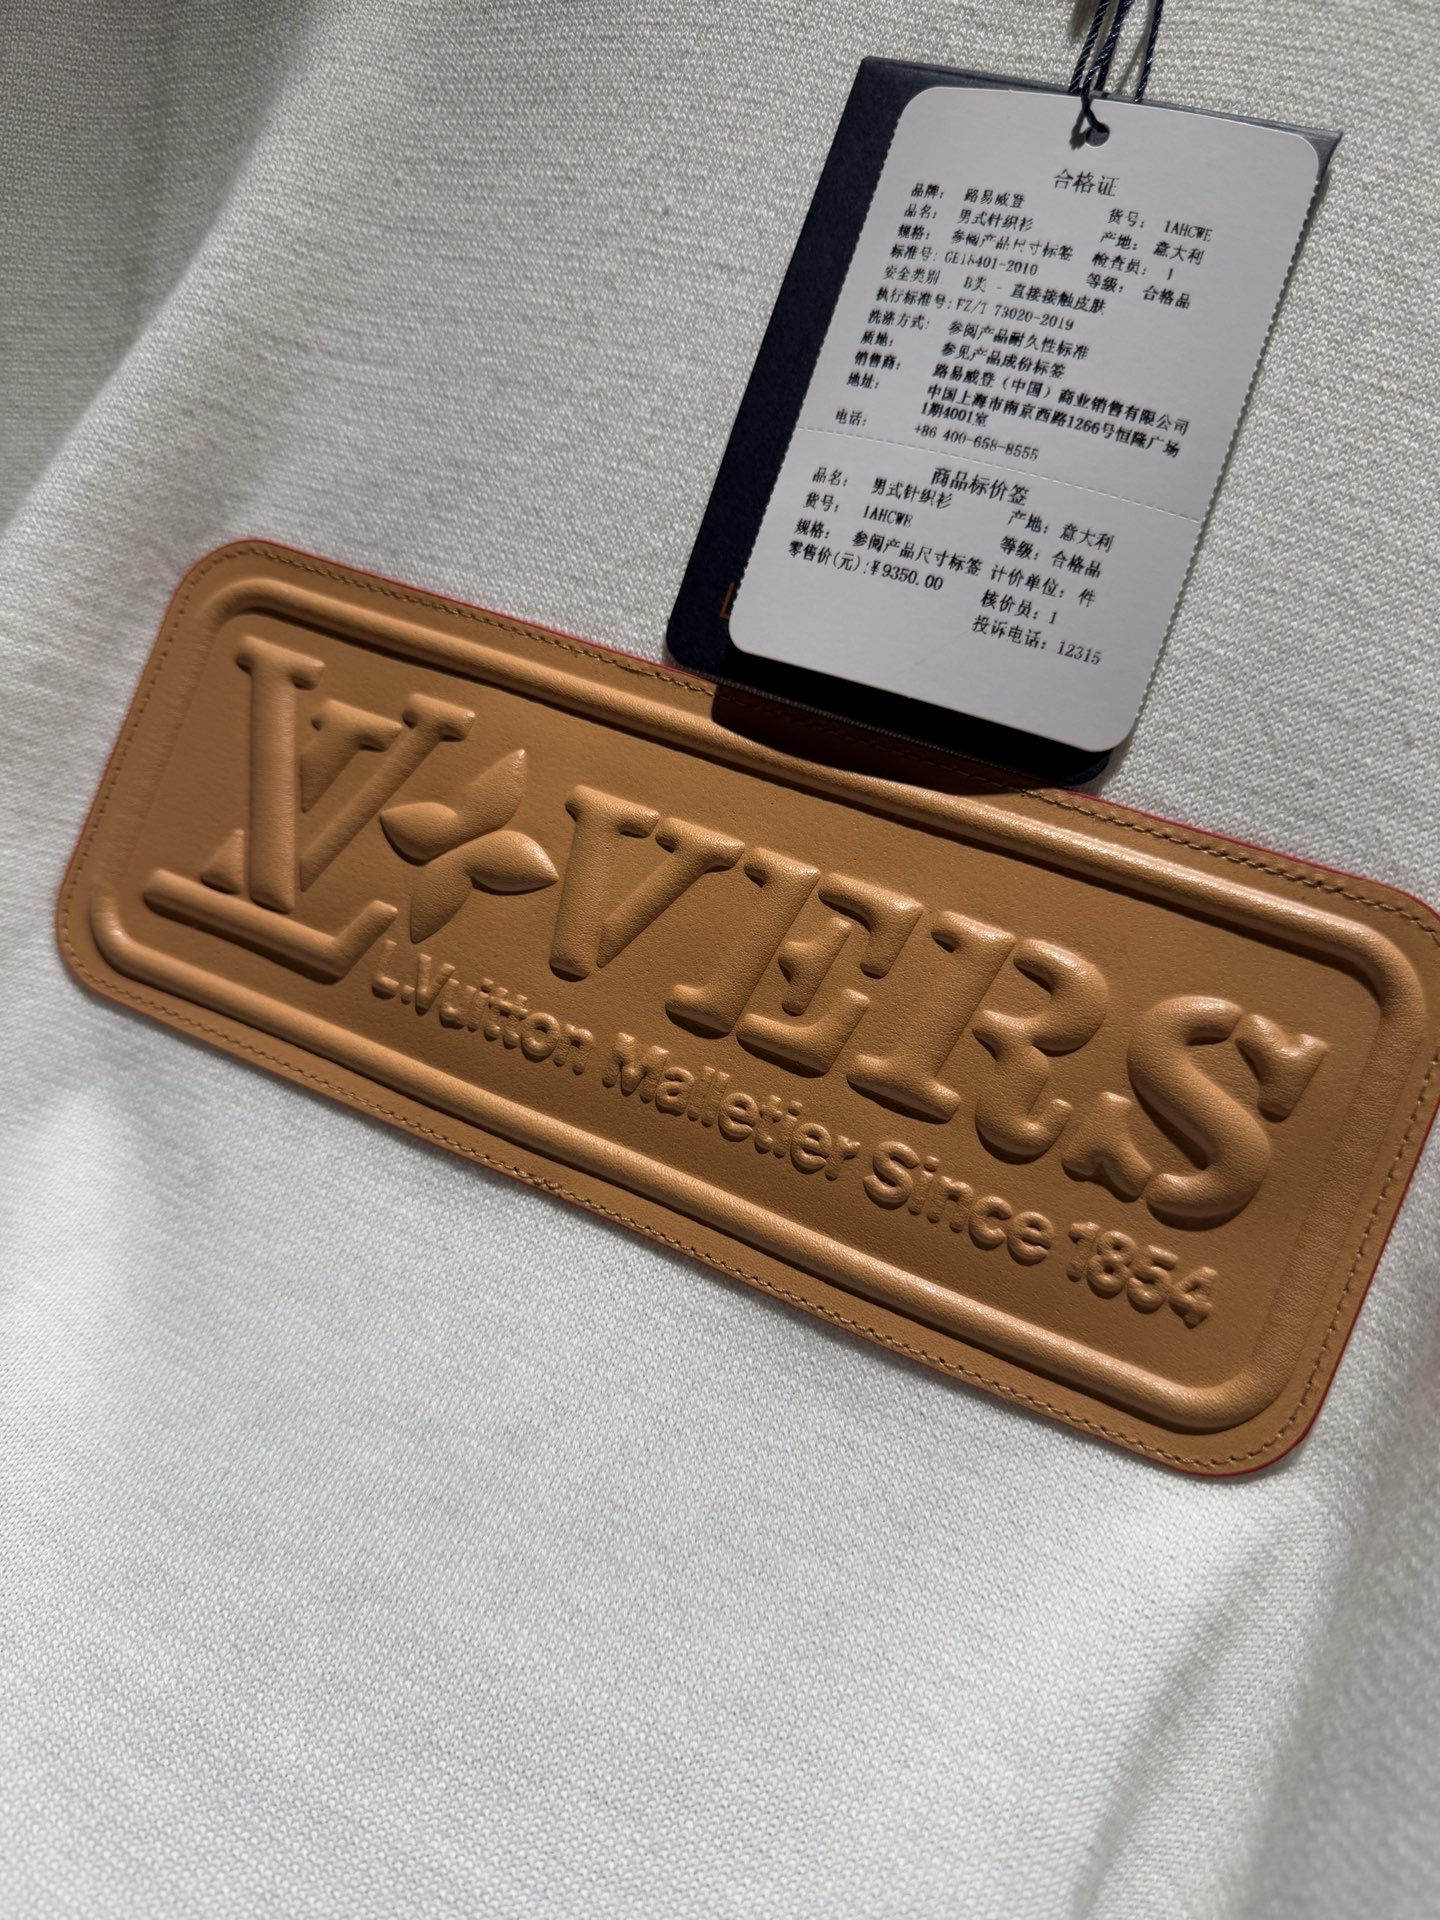 合格证
品牌: 路易威登
品名: 男式针织衫 货号: 1AHCWE
规格: 参阅产品尺寸标签 产地: 意大利
标准号: GB18401-2010 检查员: 1
安全类别 B类 - 直接接触皮肤 等级: 合格品
执行标准号: FZ/T 73020-2019
洗涤方式: 参阅产品耐久性标准
质地: 参见产品成份标签
销售商: 路易威登（中国）商业销售有限公司
地址: 中国上海市南京西路1266号恒隆广场
1期4001室
电话: +86 400-658-8555
商品标价签
品名: 男式针织衫 产地: 意大利
货号: 1AHCWE 等级: 合格品
规格: 参阅产品尺寸标签 计价单位: 件
零售价(元):¥9350.00 核价员: 1
投诉电话: 12315
LV VERS
L.Vuitton Malletier Since 1854